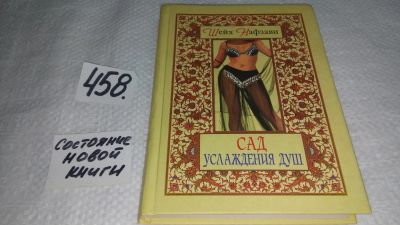 458.
Состояние
новой
книги
Шейх Нафзави
САД
УСЛАЖДЕНИЯ ДУШ